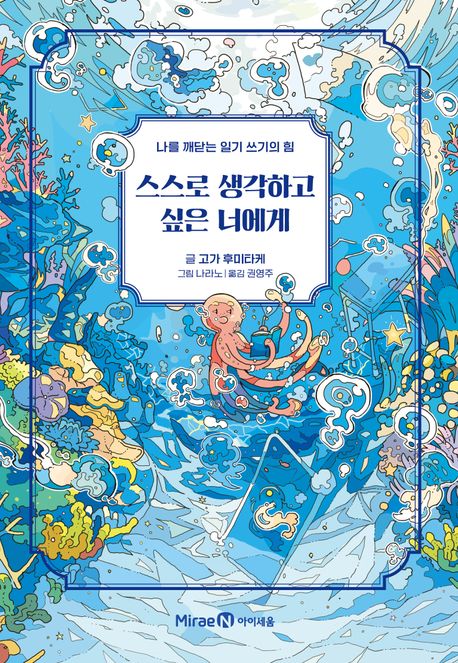 나를 깨닫는 일기 쓰기의 힘
스스로 생각하고
싶은 너에게
글 고가 후미타케
그림 나라노 | 옮김 권영주
Mirae N 아이세움